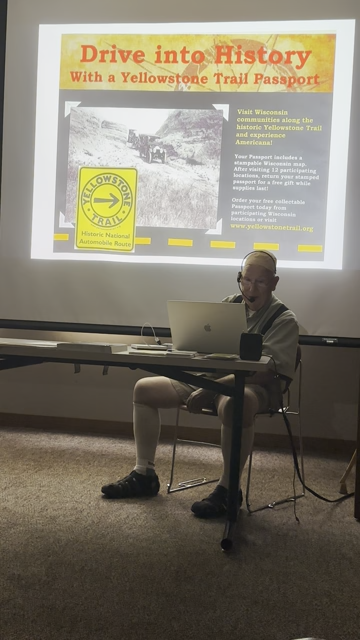 Drive into History
With a Yellowstone Trail Passport
Visit Wisconsin
communities along the
historic Yellowstone Trail
and experience
Americana!
Your Passport includes a
stampable Wisconsin map.
After visiting 12 participating
locations, return your stamped
passport for a free gift while
supplies last!
Order your free collectable
Passport today from
participating Wisconsin
locations or visit
www.yellowstonetrail.org
YELLOWSTONE
TRAIL
Historic National
Automobile Route